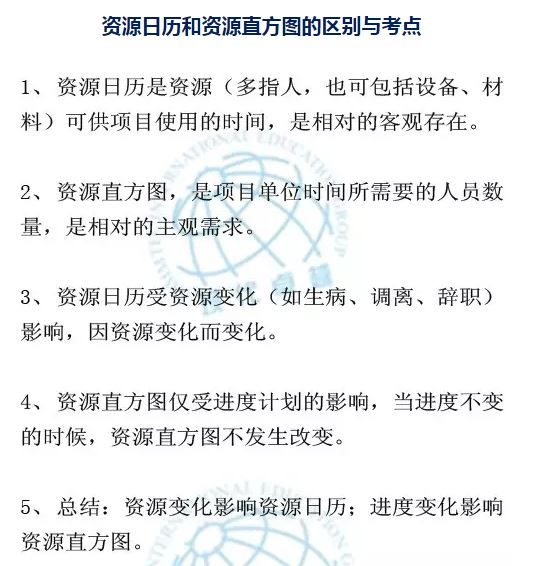 资源日历和资源直方图的区别与考点
1、资源日历是资源（多指人，也可包括设备、材
料）可供项目使用的时间，是相对的客观存在。
2、资源直方图，是项目单位时间所需要的人员数
量，是相对的主观需求。
3、资源日历受资源变化（如生病、调离、辞职）
影响，因资源变化而变化。
4、资源直方图仅受进度计划的影响，当进度不变
的时候，资源直方图不发生改变。
5、总结：资源变化影响资源日历；进度变化影响
资源直方图。